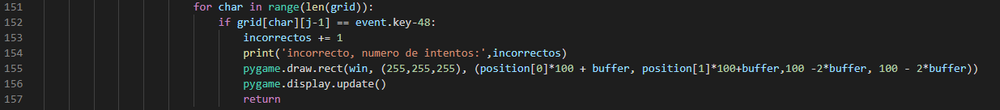 151 for char in range(len(grid)):
152 if grid[char][j-1] == event.key-48:
153 incorrectos += 1
154 print('incorrecto, numero de intentos:',incorrectos)
155 pygame.draw.rect(win, (255,255,255), (position[0]*100 + buffer, position[1]*100+buffer,100 -2*buffer, 100 - 2*buffer))
156 pygame.display.update()
157 return